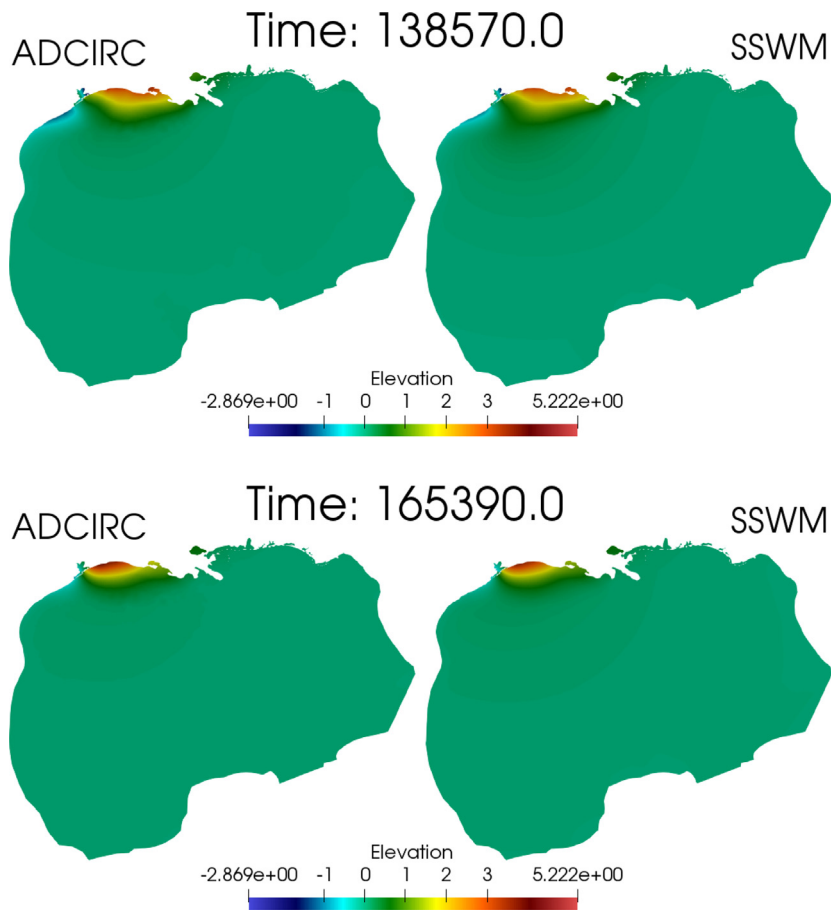 ADCIRC Time: 138570.0 SSWM
Elevation
-2.869e+00 -1 0 1 2 3 5.222e+00
ADCIRC Time: 165390.0 SSWM
Elevation
-2.869e+00 -1 0 1 2 3 5.222e+00